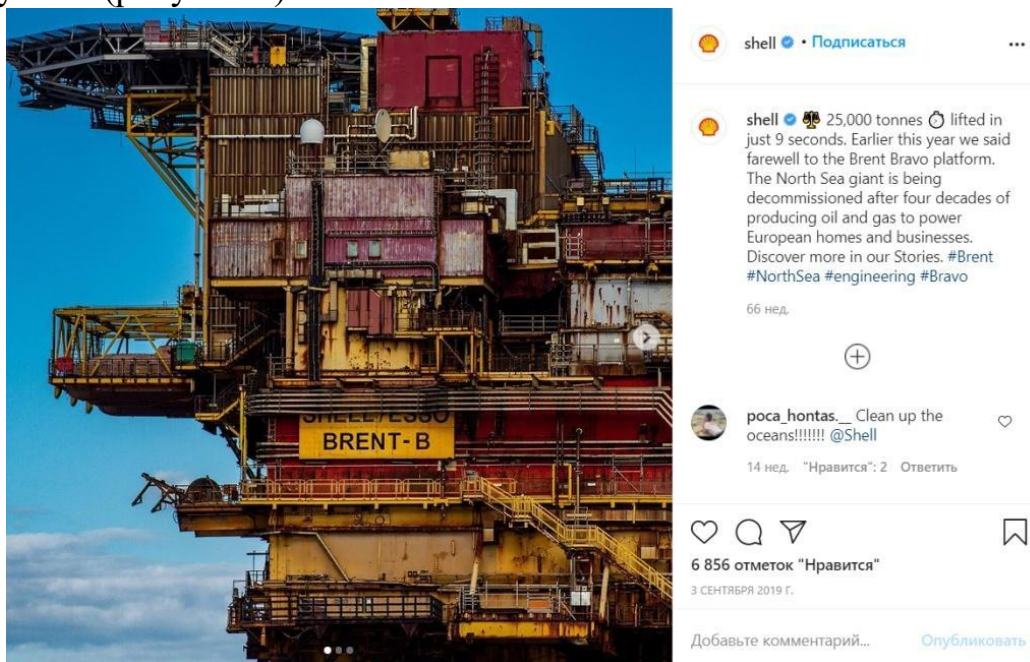 SHELL/ESSO
BRENT-B
shell • Подписаться
shell 25,000 tonnes lifted in
just 9 seconds. Earlier this year we said
farewell to the Brent Bravo platform.
The North Sea giant is being
decommissioned after four decades of
producing oil and gas to power
European homes and businesses.
Discover more in our Stories. #Brent
#NorthSea #engineering #Bravo
66 нед.
poca_hontas.__ Clean up the
oceans!!!!!!! @Shell
14 нед. "Нравится": 2 Ответить
6 856 отметок "Нравится"
3 СЕНТЯБРЯ 2019 Г.
Добавьте комментарий... Опубликовать